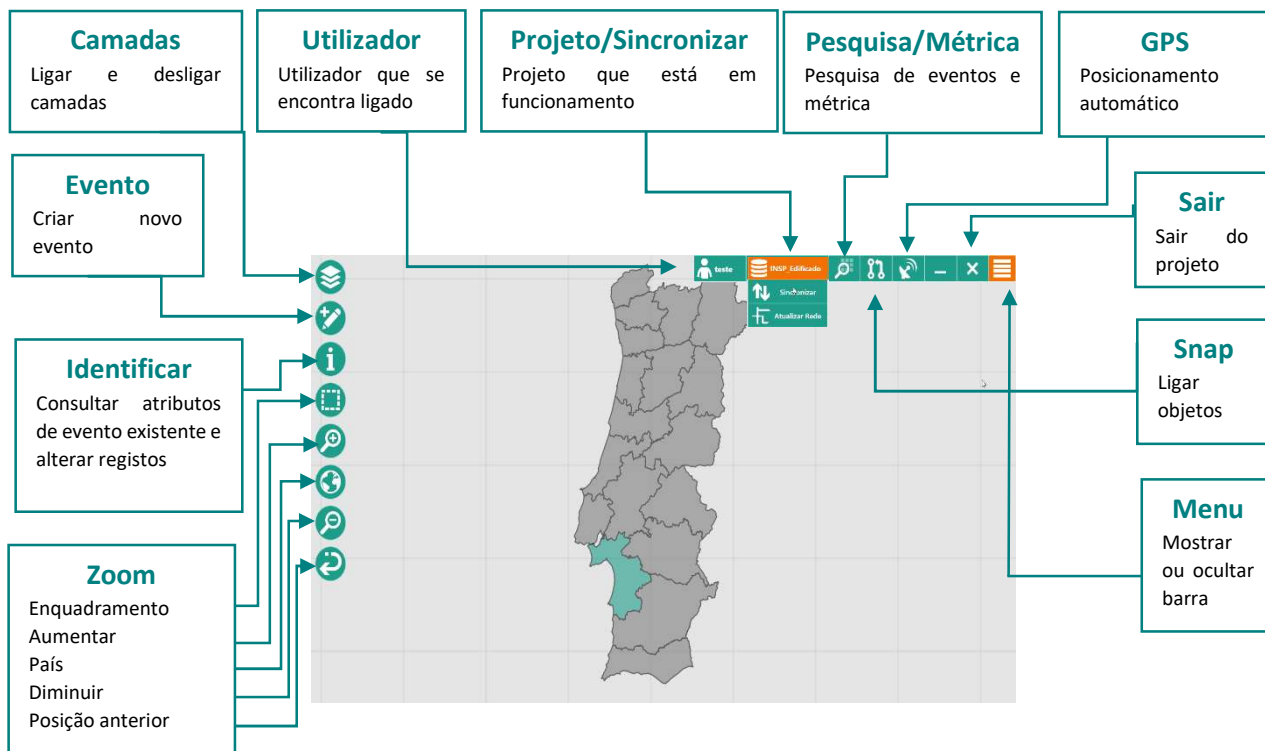 Camadas
Ligar e desligar
camadas
Utilizador
Utilizador que se
encontra ligado
Projeto/Sincronizar
Projeto que está em
funcionamento
Pesquisa/Métrica
Pesquisa de eventos e
métrica
GPS
Posicionamento
automático
Evento
Criar novo
evento
Sair
Sair do
projeto
teste
INSP_Edificado
Sincronizar
Atualizar Rede
Identificar
Consultar atributos
de evento existente e
alterar registos
Snap
Ligar
objetos
Menu
Mostrar
ou ocultar
barra
Zoom
Enquadramento
Aumentar
País
Diminuir
Posição anterior